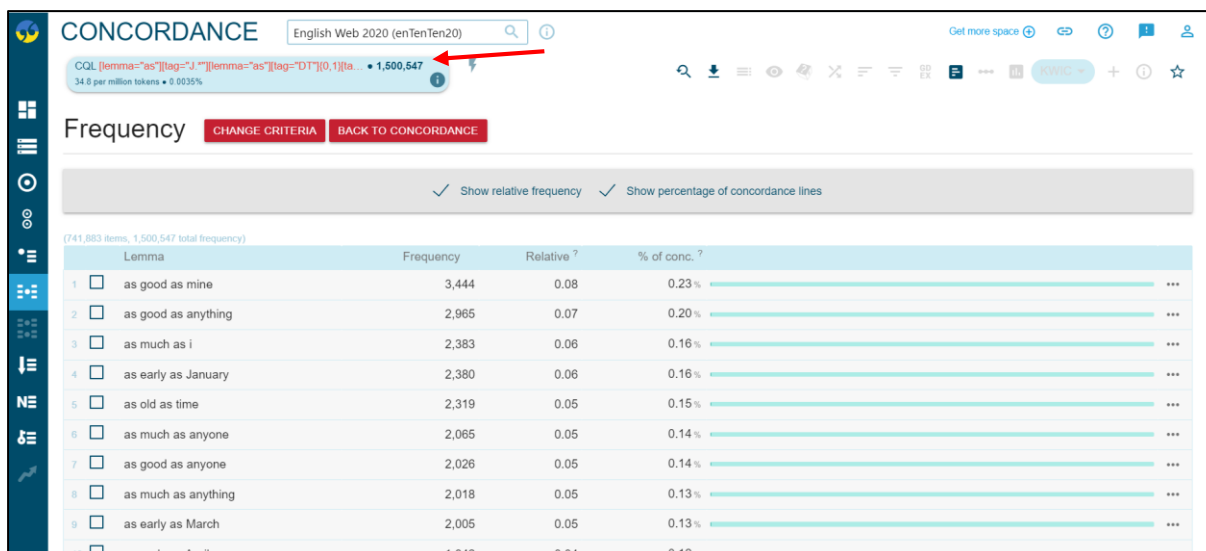 CONCORDANCE
English Web 2020 (enTenTen20)
Get more space
CQL [lemma="as"][tag="J.*"][lemma="as"][tag="DT"]{0,1}[ta... • 1,500,547
34.8 per million tokens • 0.0035%
GD
EX
KWIC
Frequency
CHANGE CRITERIA
BACK TO CONCORDANCE
Show relative frequency
Show percentage of concordance lines
(741,883 items, 1,500,547 total frequency)
Lemma Frequency Relative ? % of conc. ?
1 as good as mine 3,444 0.08 0.23 % •••
2 as good as anything 2,965 0.07 0.20 % •••
3 as much as i 2,383 0.06 0.16 % •••
4 as early as January 2,380 0.06 0.16 % •••
5 as old as time 2,319 0.05 0.15 % •••
6 as much as anyone 2,065 0.05 0.14 % •••
7 as good as anyone 2,026 0.05 0.14 % •••
8 as much as anything 2,018 0.05 0.13 % •••
9 as early as March 2,005 0.05 0.13 % •••